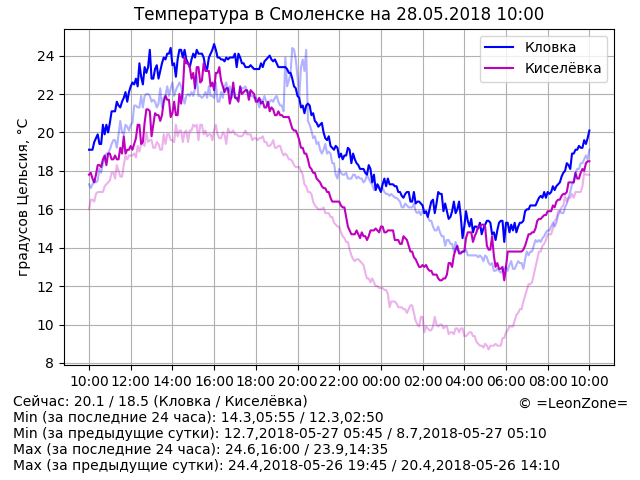 Температура в Смоленске на 28.05.2018 10:00
градусов Цельсия, °C
Кловка
Киселёвка
24
22
20
18
16
14
12
10
8
10:00 12:00 14:00 16:00 18:00 20:00 22:00 00:00 02:00 04:00 06:00 08:00 10:00
Сейчас: 20.1 / 18.5 (Кловка / Киселёвка)
© =LeonZone=
Min (за последние 24 часа): 14.3,05:55 / 12.3,02:50
Min (за предыдущие сутки): 12.7,2018-05-27 05:45 / 8.7,2018-05-27 05:10
Max (за последние 24 часа): 24.6,16:00 / 23.9,14:35
Max (за предыдущие сутки): 24.4,2018-05-26 19:45 / 20.4,2018-05-26 14:10